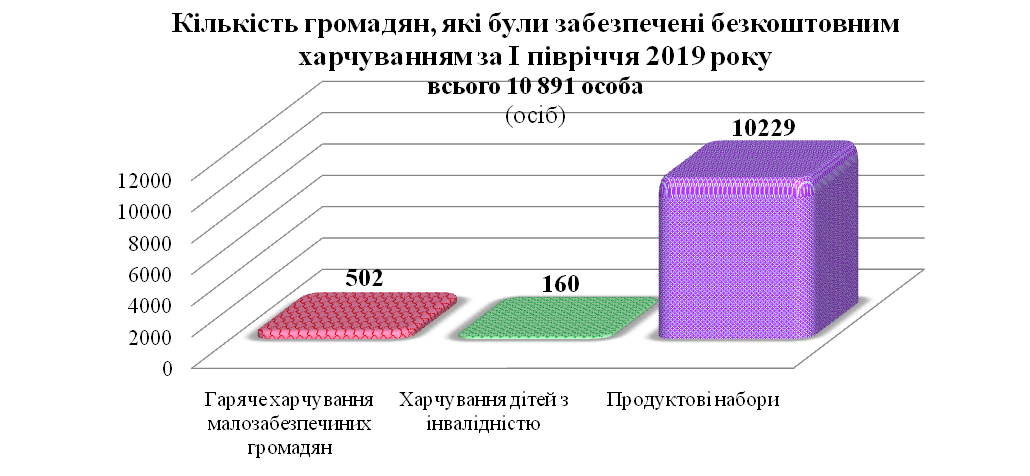 Кількість громадян, які були забезпечені безкоштовним
харчуванням за І півріччя 2019 року
всього 10 891 особа
(осіб)
10229
12000
10000
8000
6000
4000
2000
0
502
160
Гаряче харчування
малозабезпечиних
громадян
Харчування дітей з
інвалідністю
Продуктові набори